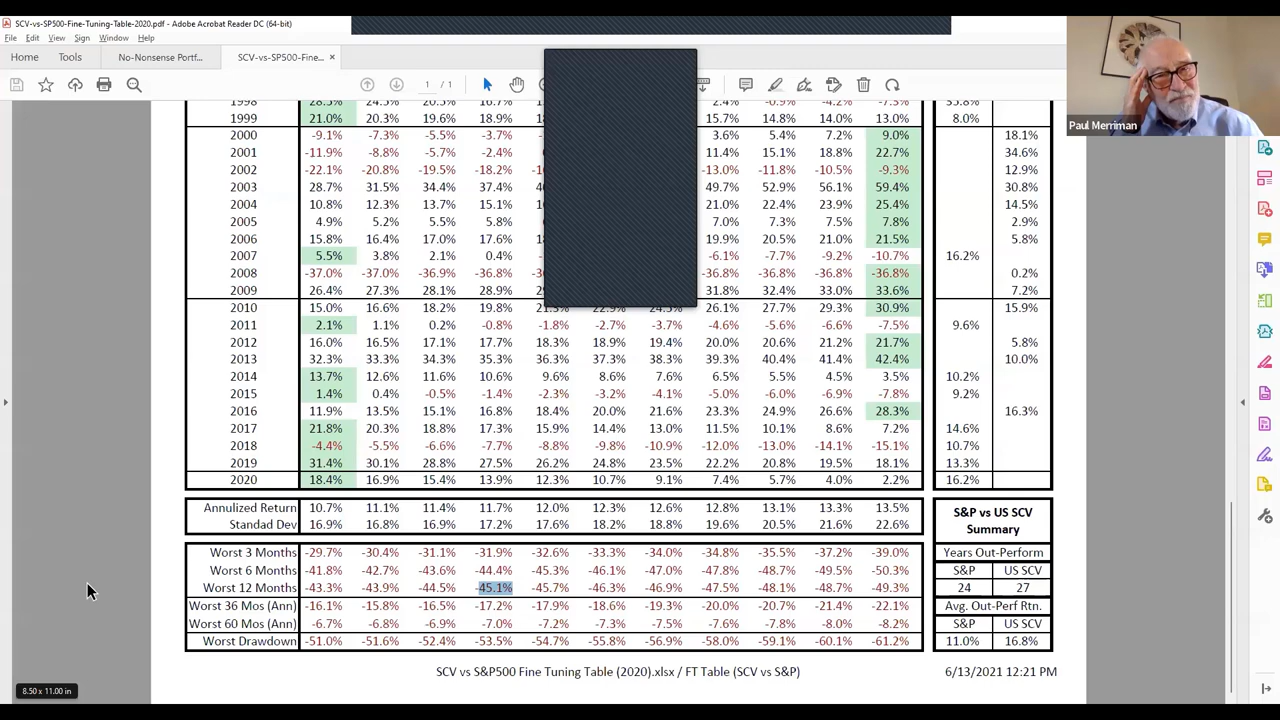 SCV-vs-SP500-Fine-Tuning-Table-2020.pdf - Adobe Acrobat Reader DC (64-bit)
File Edit View Sign Window Help
Home Tools No-Nonsense Portf... SCV-vs-SP500-Fine-... ×
1 / 1
Paul Merriman
1998 28.5% 24.5% 20.5% 16.7% 2.4% -0.9% -4.2% -7.3% 35.8%
1999 21.0% 20.3% 19.6% 18.9% 15.7% 14.8% 14.0% 13.0% 8.0%
2000 -9.1% -7.3% -5.5% -3.7% 3.6% 5.4% 7.2% 9.0% 18.1%
2001 -11.9% -8.8% -5.7% -2.4% 11.4% 15.1% 18.8% 22.7% 34.6%
2002 -22.1% -20.8% -19.5% -18.2% -13.0% -11.8% -10.5% -9.3% 12.9%
2003 28.7% 31.5% 34.4% 37.4% 49.7% 52.9% 56.1% 59.4% 30.8%
2004 10.8% 12.3% 13.7% 15.1% 21.0% 22.4% 23.9% 25.4% 14.5%
2005 4.9% 5.2% 5.5% 5.8% 7.0% 7.3% 7.5% 7.8% 2.9%
2006 15.8% 16.4% 17.0% 17.6% 19.9% 20.5% 21.0% 21.5% 5.8%
2007 5.5% 3.8% 2.1% 0.4% -6.1% -7.7% -9.2% -10.7% 16.2%
2008 -37.0% -37.0% -36.9% -36.8% -36.8% -36.8% -36.8% -36.8% 0.2%
2009 26.4% 27.3% 28.1% 28.9% 31.8% 32.4% 33.0% 33.6% 7.2%
2010 15.0% 16.6% 18.2% 19.8% 21.3% 22.9% 24.5% 26.1% 27.7% 29.3% 30.9% 15.9%
2011 2.1% 1.1% 0.2% -0.8% -1.8% -2.7% -3.7% -4.6% -5.6% -6.6% -7.5% 9.6%
2012 16.0% 16.5% 17.1% 17.7% 18.3% 18.9% 19.4% 20.0% 20.6% 21.2% 21.7% 5.8%
2013 32.3% 33.3% 34.3% 35.3% 36.3% 37.3% 38.3% 39.3% 40.4% 41.4% 42.4% 10.0%
2014 13.7% 12.6% 11.6% 10.6% 9.6% 8.6% 7.6% 6.5% 5.5% 4.5% 3.5% 10.2%
2015 1.4% 0.4% -0.5% -1.4% -2.3% -3.2% -4.1% -5.0% -6.0% -6.9% -7.8% 9.2%
2016 11.9% 13.5% 15.1% 16.8% 18.4% 20.0% 21.6% 23.3% 24.9% 26.6% 28.3% 16.3%
2017 21.8% 20.3% 18.8% 17.3% 15.9% 14.4% 13.0% 11.5% 10.1% 8.6% 7.2% 14.6%
2018 -4.4% -5.5% -6.6% -7.7% -8.8% -9.8% -10.9% -12.0% -13.0% -14.1% -15.1% 10.7%
2019 31.4% 30.1% 28.8% 27.5% 26.2% 24.8% 23.5% 22.2% 20.8% 19.5% 18.1% 13.3%
2020 18.4% 16.9% 15.4% 13.9% 12.3% 10.7% 9.1% 7.4% 5.7% 4.0% 2.2% 16.2%
Annulized Return 10.7% 11.1% 11.4% 11.7% 12.0% 12.3% 12.6% 12.8% 13.1% 13.3% 13.5%
Standad Dev 16.9% 16.8% 16.9% 17.2% 17.6% 18.2% 18.8% 19.6% 20.5% 21.6% 22.6%
S&P vs US SCV
Summary
Worst 3 Months -29.7% -30.4% -31.1% -31.9% -32.6% -33.3% -34.0% -34.8% -35.5% -37.2% -39.0% Years Out-Perform
Worst 6 Months -41.8% -42.7% -43.6% -44.4% -45.3% -46.1% -47.0% -47.8% -48.7% -49.5% -50.3% S&P US SCV
Worst 12 Months -43.3% -43.9% -44.5% -45.1% -45.7% -46.3% -46.9% -47.5% -48.1% -48.7% -49.3% 24 27
Worst 36 Mos (Ann) -16.1% -15.8% -16.5% -17.2% -17.9% -18.6% -19.3% -20.0% -20.7% -21.4% -22.1% Avg. Out-Perf Rtn.
Worst 60 Mos (Ann) -6.7% -6.8% -6.9% -7.0% -7.2% -7.3% -7.5% -7.6% -7.8% -8.0% -8.2% S&P US SCV
Worst Drawdown -51.0% -51.6% -52.4% -53.5% -54.7% -55.8% -56.9% -58.0% -59.1% -60.1% -61.2% 11.0% 16.8%
SCV vs S&P500 Fine Tuning Table (2020).xlsx / FT Table (SCV vs S&P) 6/13/2021 12:21 PM
8.50 x 11.00 in